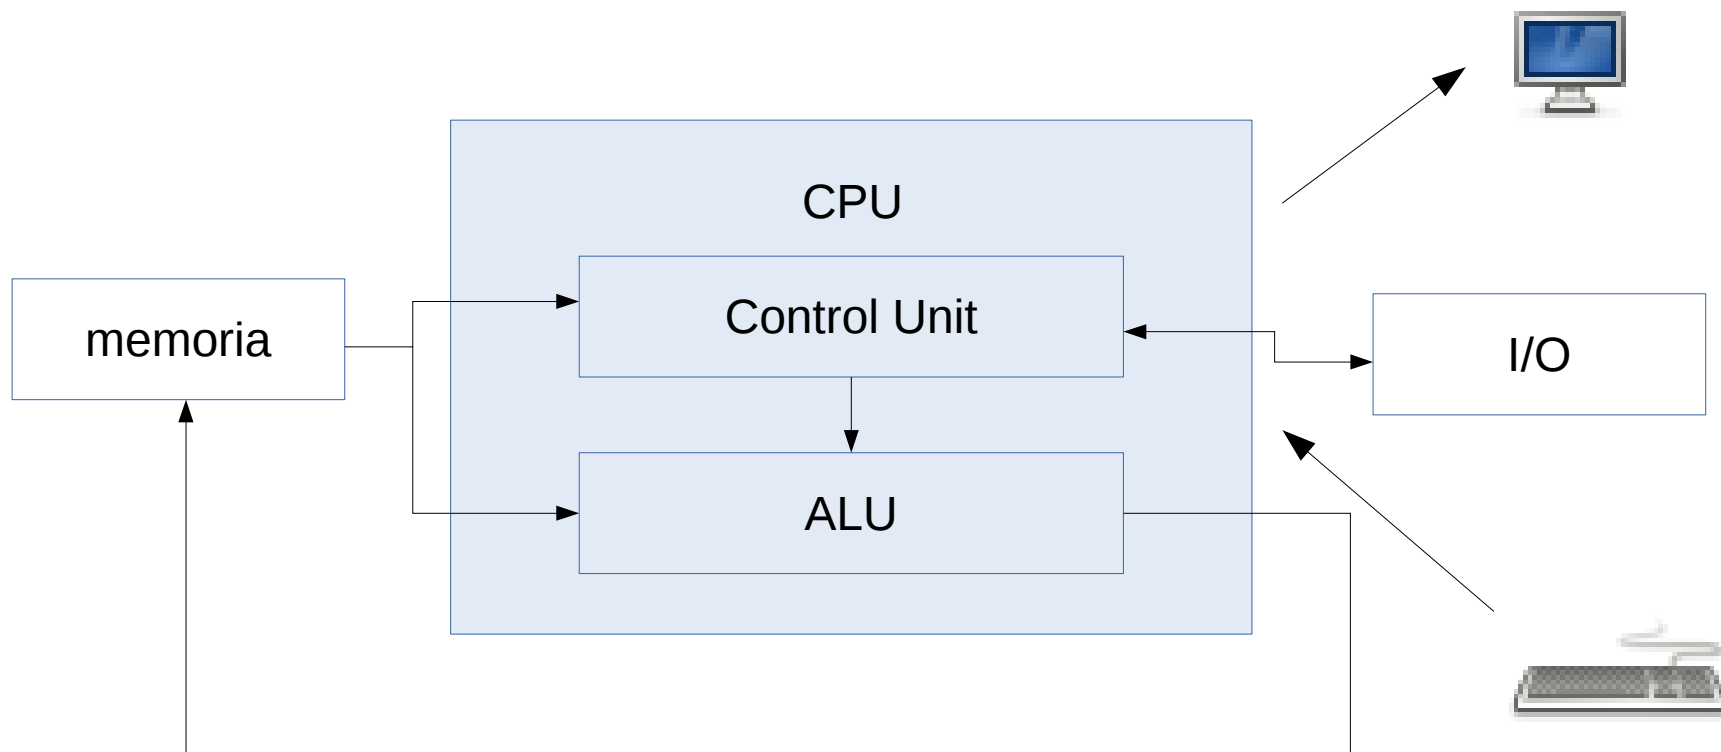 CPU
memoria
Control Unit
I/O
ALU